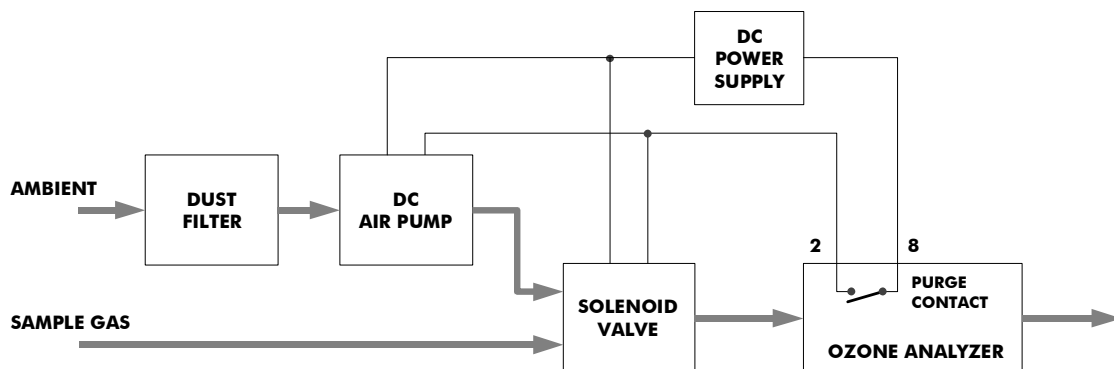 DC
POWER
SUPPLY
AMBIENT
DUST
FILTER
DC
AIR PUMP
2
8
PURGE
CONTACT
SAMPLE GAS
SOLENOID
VALVE
OZONE ANALYZER